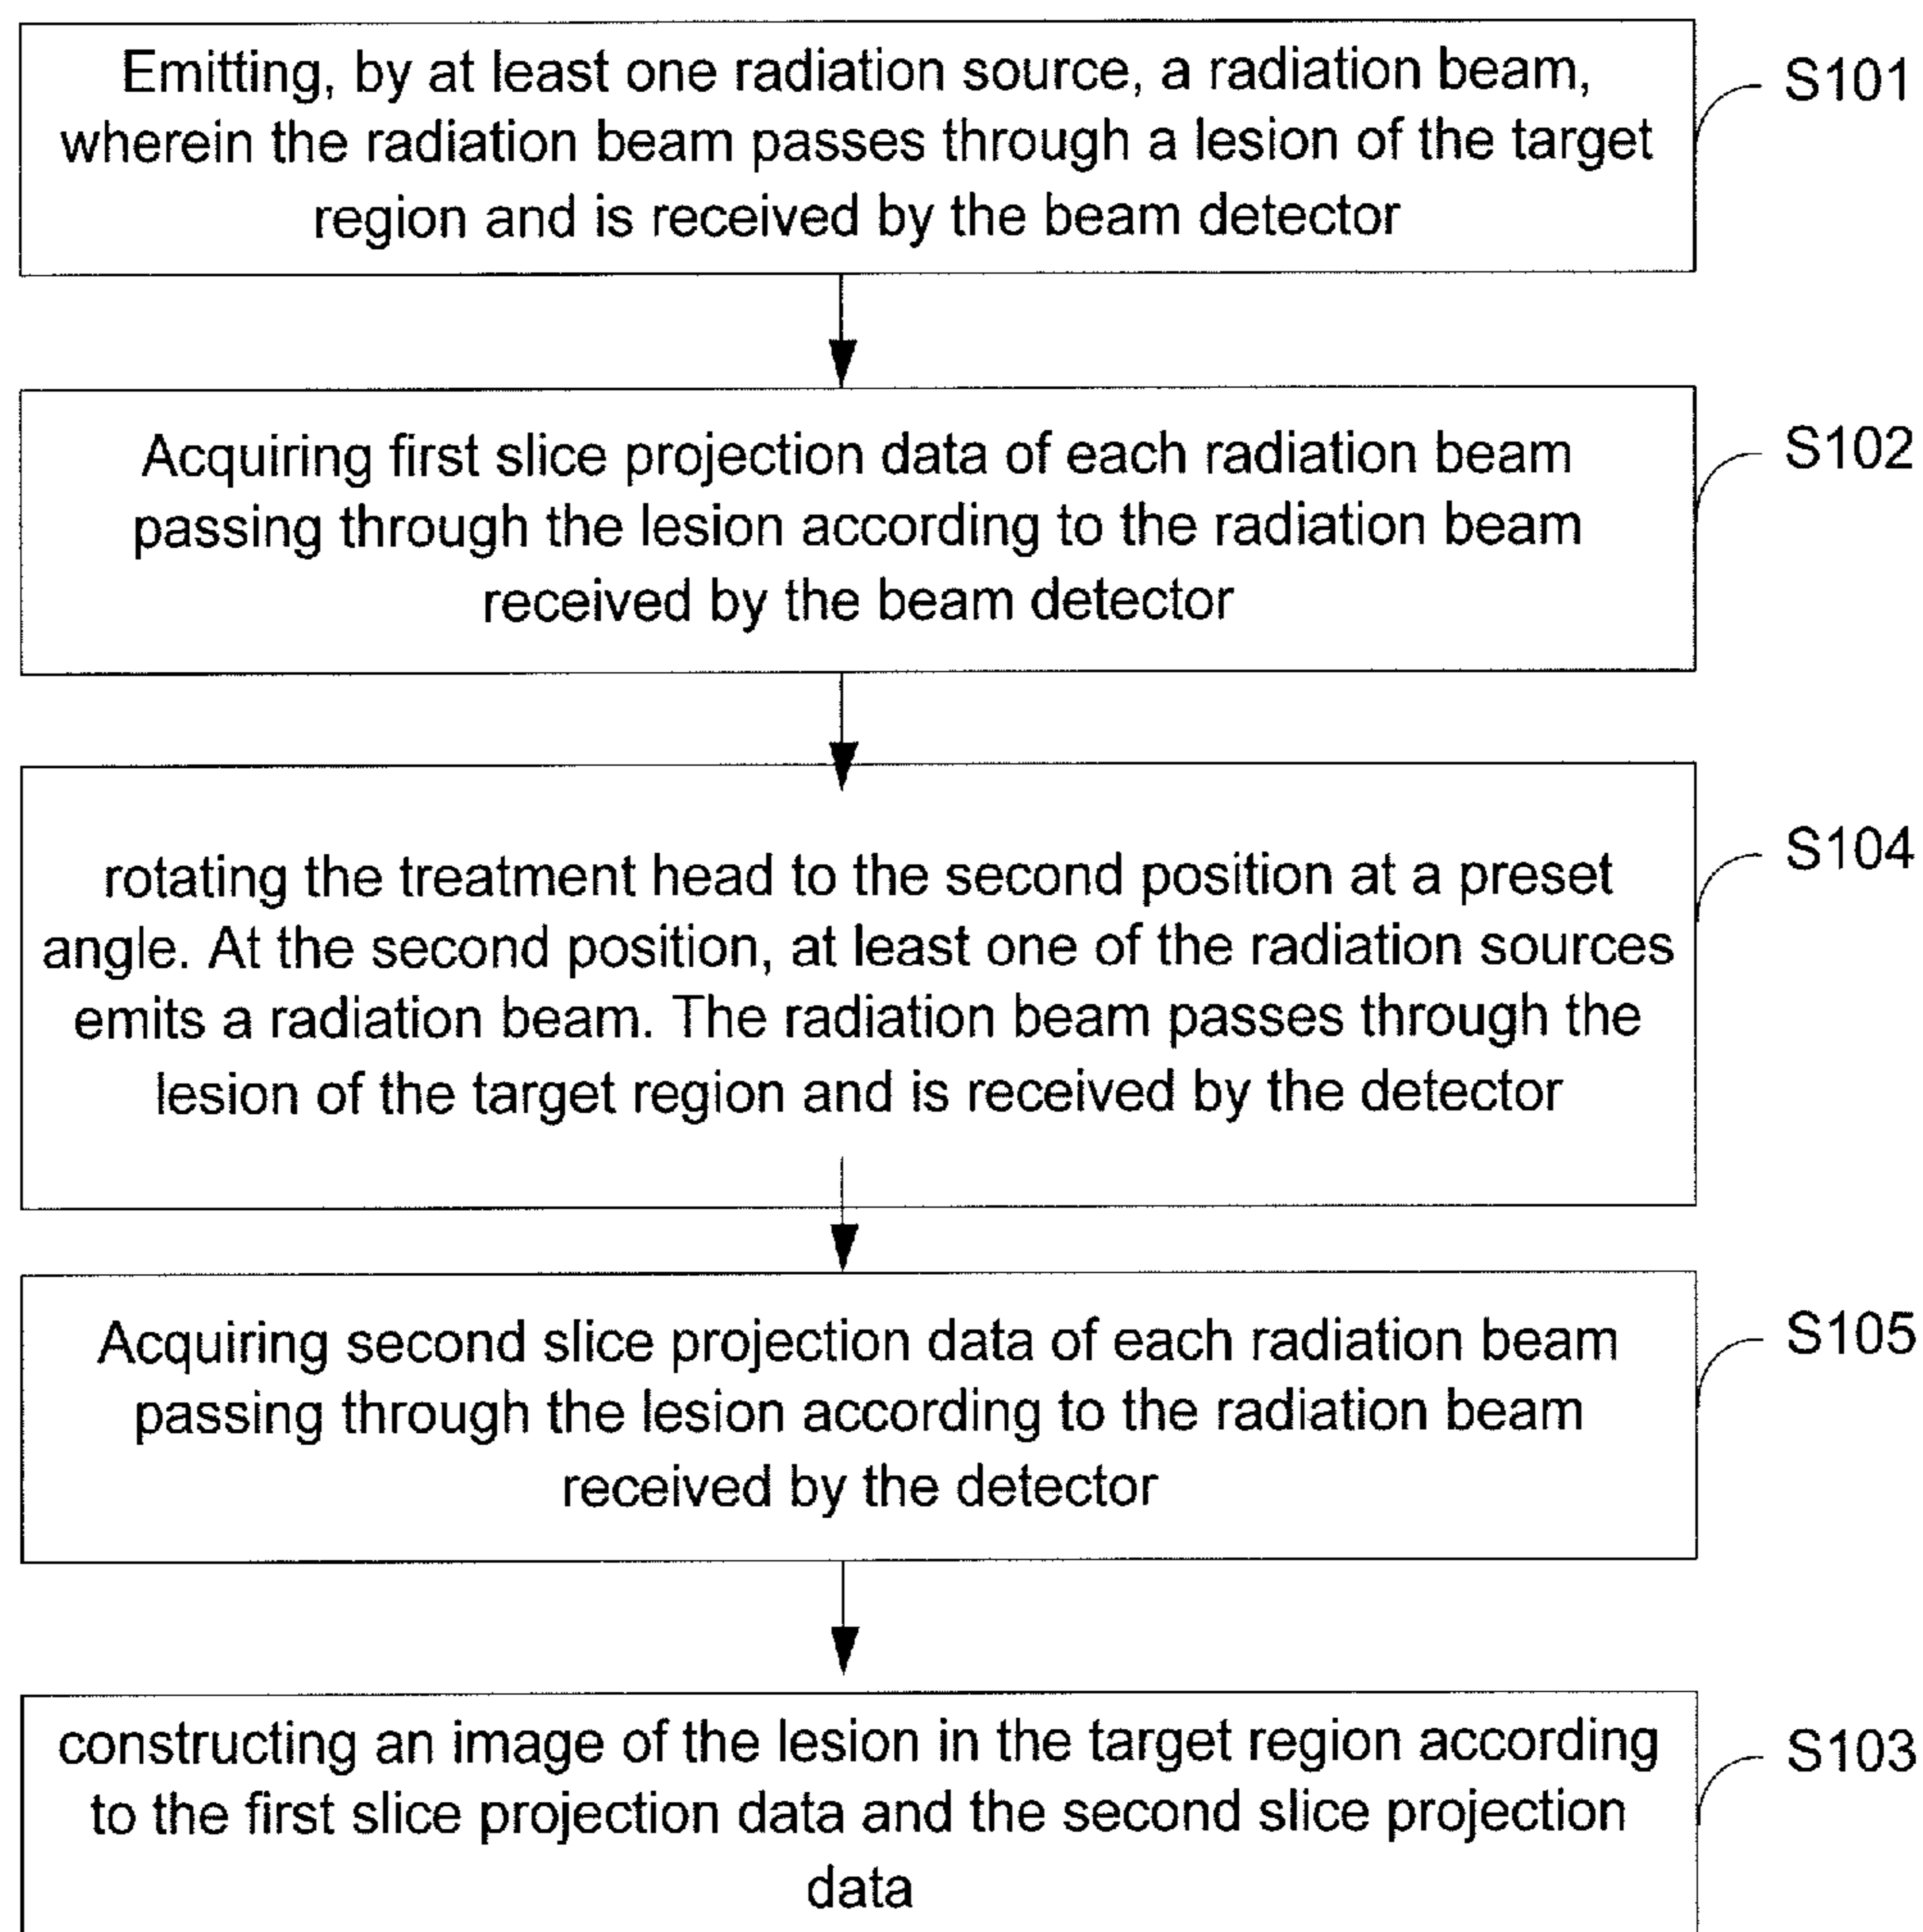 Emitting, by at least one radiation source, a radiation beam,
wherein the radiation beam passes through a lesion of the target
region and is received by the beam detector
S101
Acquiring first slice projection data of each radiation beam
passing through the lesion according to the radiation beam
received by the beam detector
S102
rotating the treatment head to the second position at a preset
angle. At the second position, at least one of the radiation sources
emits a radiation beam. The radiation beam passes through the
lesion of the target region and is received by the detector
S104
Acquiring second slice projection data of each radiation beam
passing through the lesion according to the radiation beam
received by the detector
S105
constructing an image of the lesion in the target region according
to the first slice projection data and the second slice projection
data
S103